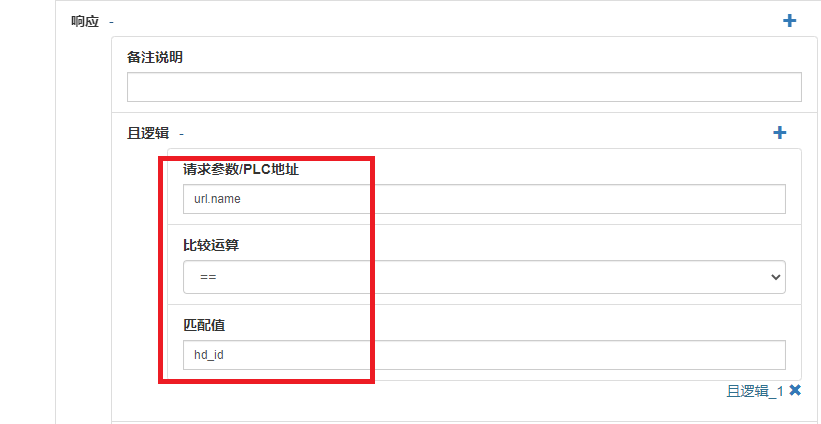 响应 -
备注说明
且逻辑 -
请求参数/PLC地址
url.name
比较运算
==
匹配值
hd_id
且逻辑_1